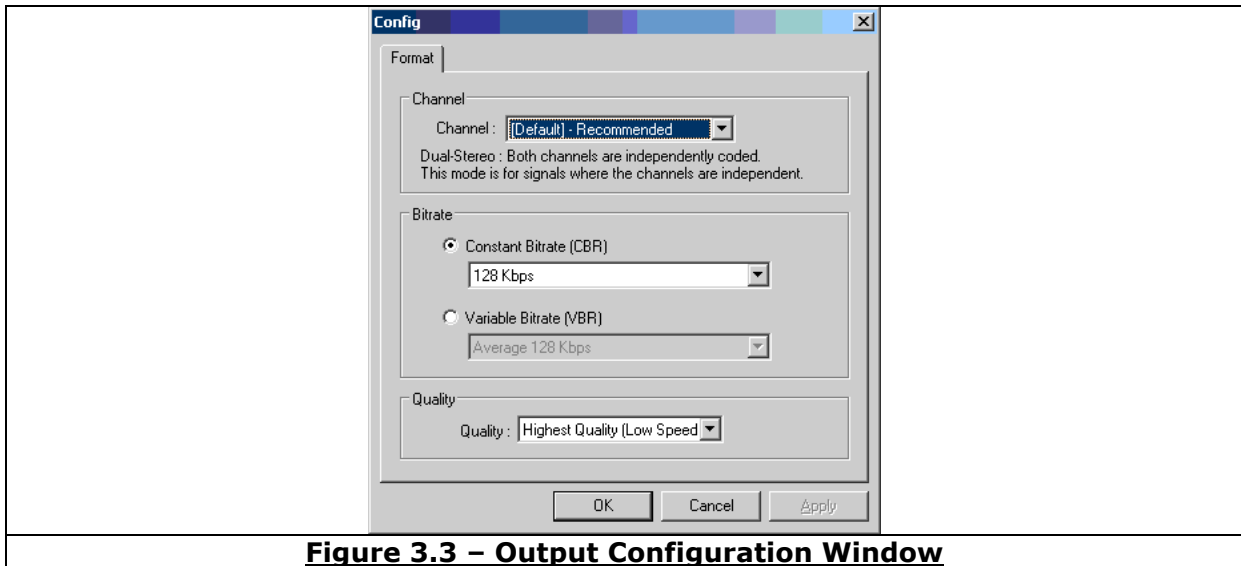 Config
Format
Channel
Channel : [Default] - Recommended
Dual-Stereo : Both channels are independently coded.
This mode is for signals where the channels are independent.
Bitrate
Constant Bitrate (CBR)
128 Kbps
Variable Bitrate (VBR)
Average 128 Kbps
Quality
Quality : Highest Quality (Low Speed
OK Cancel Apply
Figure 3.3 – Output Configuration Window